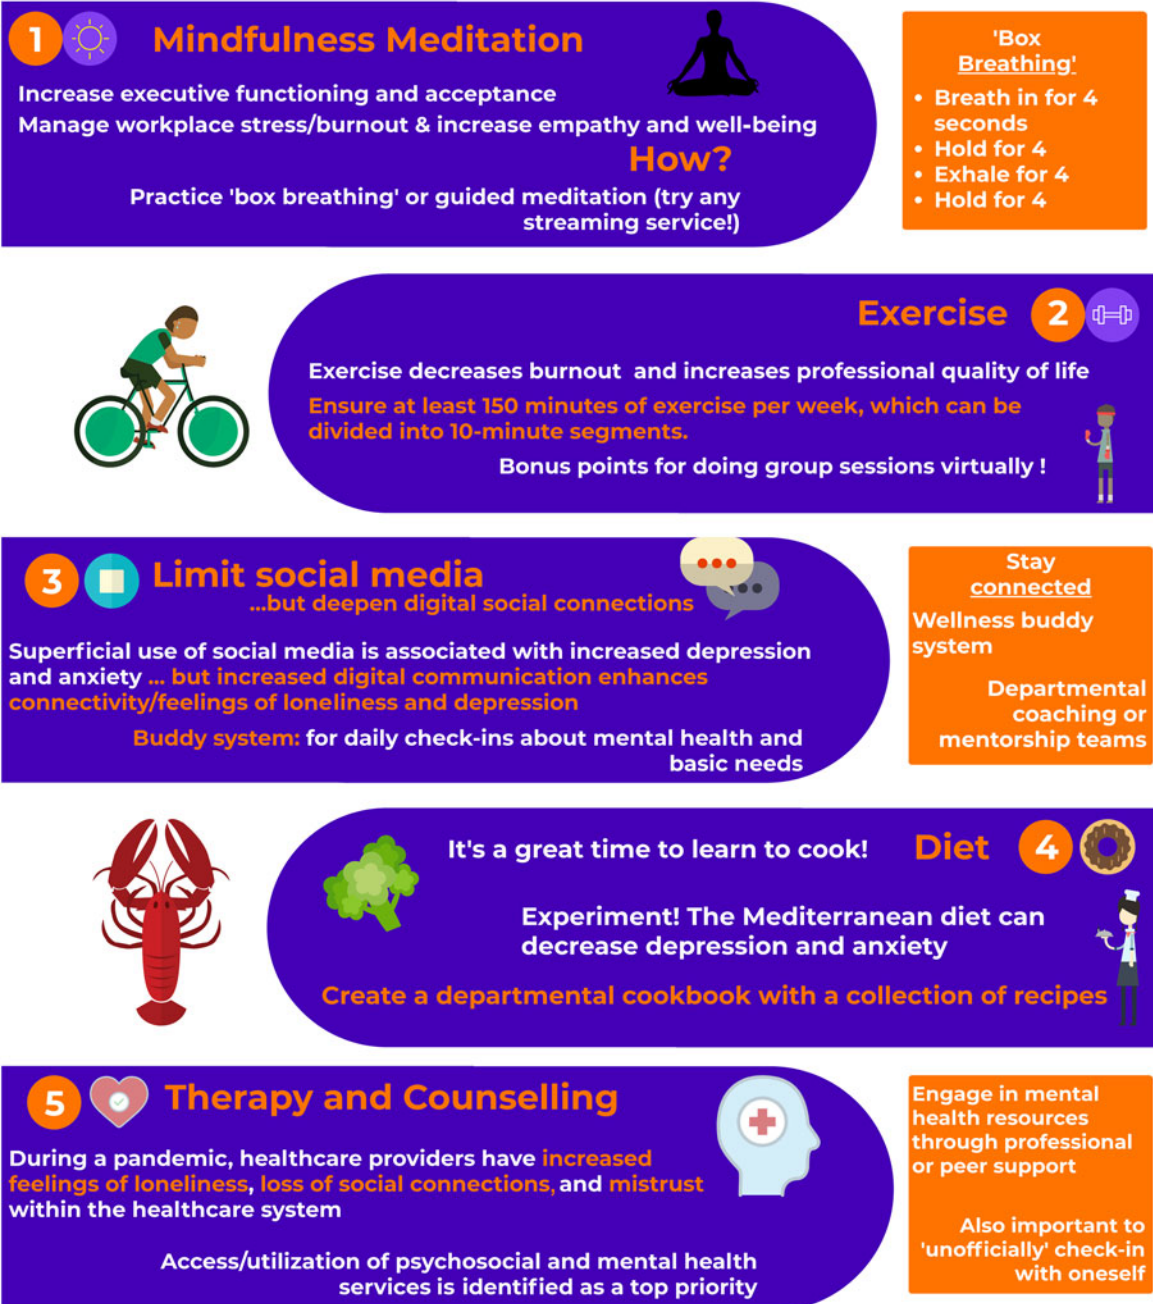 1 Mindfulness Meditation
Increase executive functioning and acceptance
Manage workplace stress/burnout & increase empathy and well-being
How?
Practice 'box breathing' or guided meditation (try any
streaming service!)
'Box
Breathing'
• Breath in for 4
seconds
• Hold for 4
• Exhale for 4
• Hold for 4
Exercise 2
Exercise decreases burnout and increases professional quality of life
Ensure at least 150 minutes of exercise per week, which can be
divided into 10-minute segments.
Bonus points for doing group sessions virtually !
3 Limit social media
...but deepen digital social connections
Superficial use of social media is associated with increased depression
and anxiety ... but increased digital communication enhances
connectivity/feelings of loneliness and depression
Buddy system: for daily check-ins about mental health and
basic needs
Stay
connected
Wellness buddy
system
Departmental
coaching or
mentorship teams
It's a great time to learn to cook! Diet 4
Experiment! The Mediterranean diet can
decrease depression and anxiety
Create a departmental cookbook with a collection of recipes
5 Therapy and Counselling
During a pandemic, healthcare providers have increased
feelings of loneliness, loss of social connections, and mistrust
within the healthcare system
Access/utilization of psychosocial and mental health
services is identified as a top priority
Engage in mental
health resources
through professional
or peer support
Also important to
'unofficially' check-in
with oneself